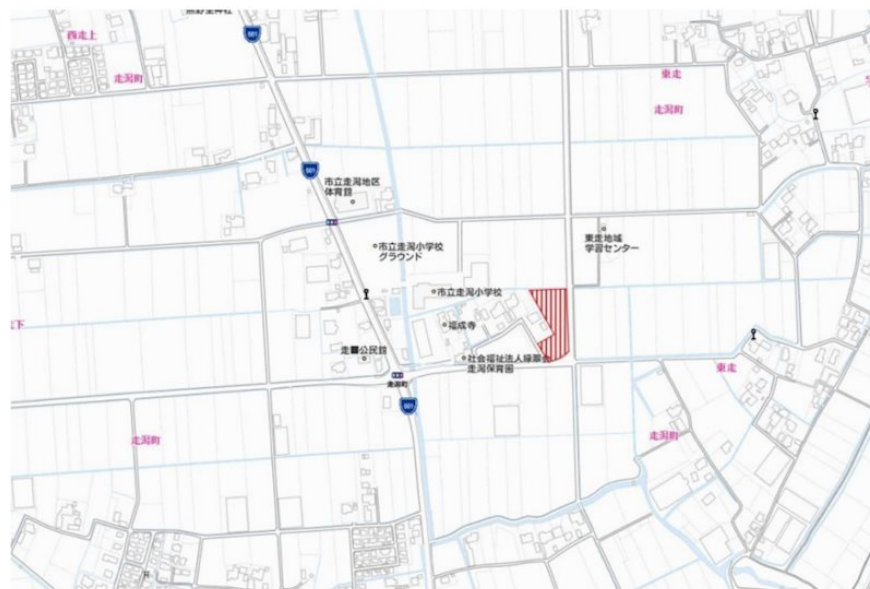 501
西走上
走潟町
東走
走潟町
501
市立走潟地区
体育館
市立走潟小学校
グラウンド
東走地域
学習センター
市立走潟小学校
福成寺
走■公民館
社会福祉法人緑
走潟保育園
走潟町
東走
501
走潟町
走潟町